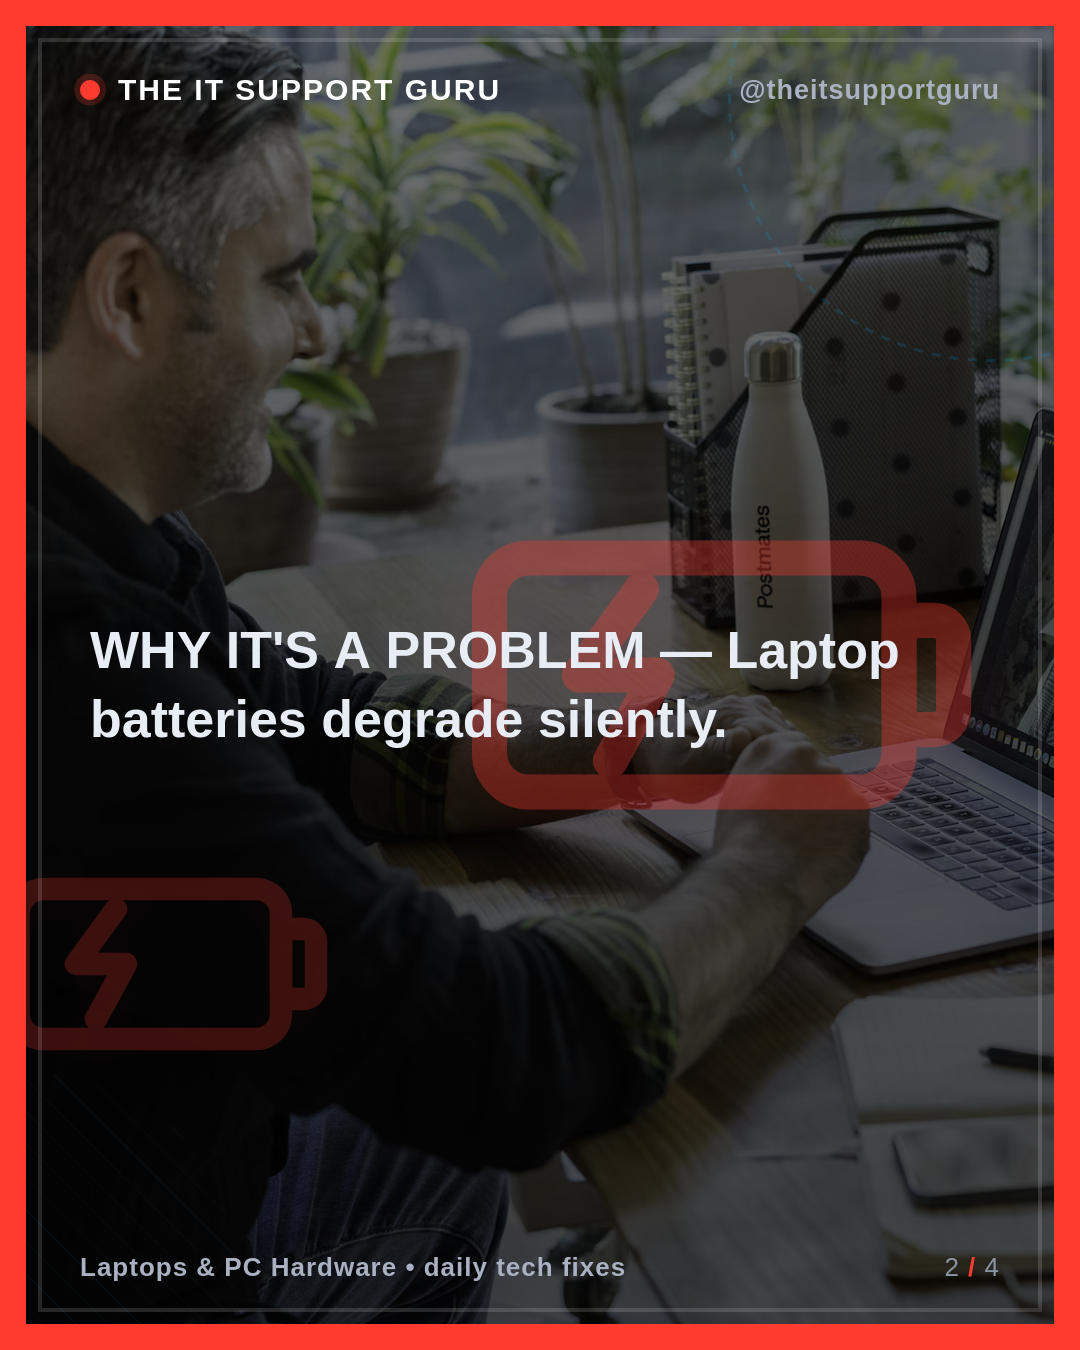 THE IT SUPPORT GURU
@theitsupportguru
Postmates
WHY IT'S A PROBLEM — Laptop
batteries degrade silently.
Laptops & PC Hardware • daily tech fixes
2 / 4